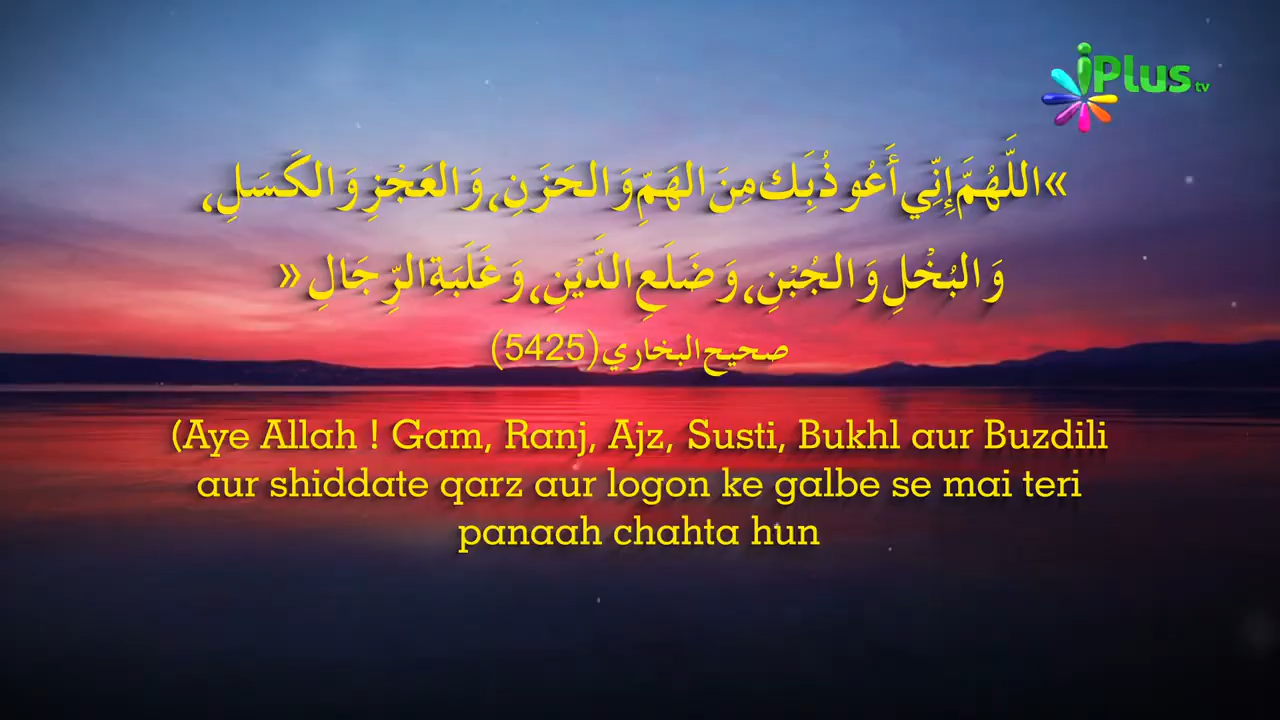 iPlus tv
»اللَّهُمَّ إِنِّي أَعُوذُ بِكَ مِنَ الهَمِّ وَالحَزَنِ، وَالعَجْزِ وَالكَسَلِ،
وَالبُخْلِ وَالجُبْنِ، وَضَلَعِ الدَّيْنِ، وَغَلَبَةِ الرِّجَالِ «
صحيح البخاري (5425)
(Aye Allah ! Gam, Ranj, Ajz, Susti, Bukhl aur Buzdili
aur shiddate qarz aur logon ke galbe se mai teri
panaah chahta hun